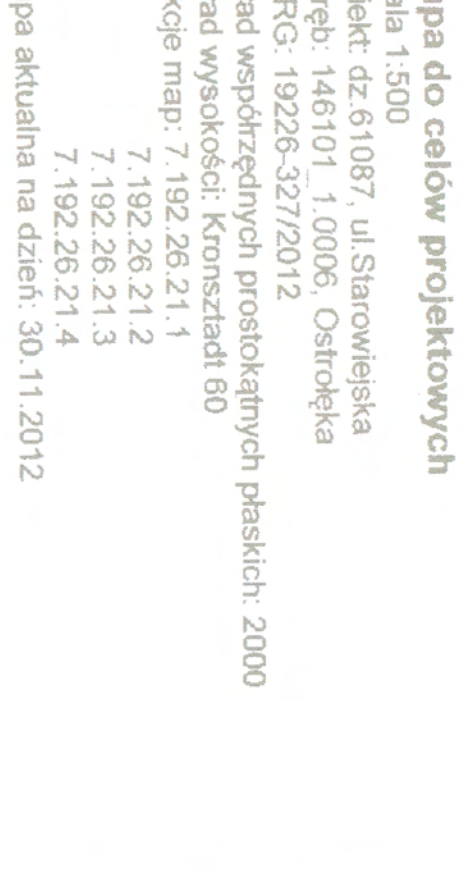 pa do celów projektowych
ala 1:500
iekt: dz.61087, ul.Starowiejska
ręb: 146101_1.0006, Ostrołęka
RG: 19226-327/2012
ad współrzędnych prostokątnych płaskich: 2000
ad wysokości: Kronsztadt 60
kcje map: 7.192.26.21.1
7.192.26.21.2
7.192.26.21.3
7.192.26.21.4
pa aktualna na dzień: 30.11.2012